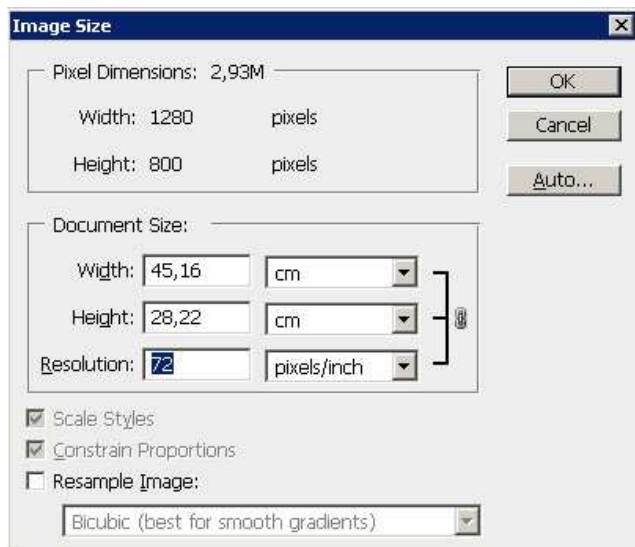 Image Size
Pixel Dimensions: 2,93M
OK
Width: 1280 pixels
Cancel
Height: 800 pixels
Auto...
Document Size:
Width: 45,16 cm
Height: 28,22 cm
Resolution: 72 pixels/inch
Scale Styles
Constrain Proportions
Resample Image:
Bicubic (best for smooth gradients)